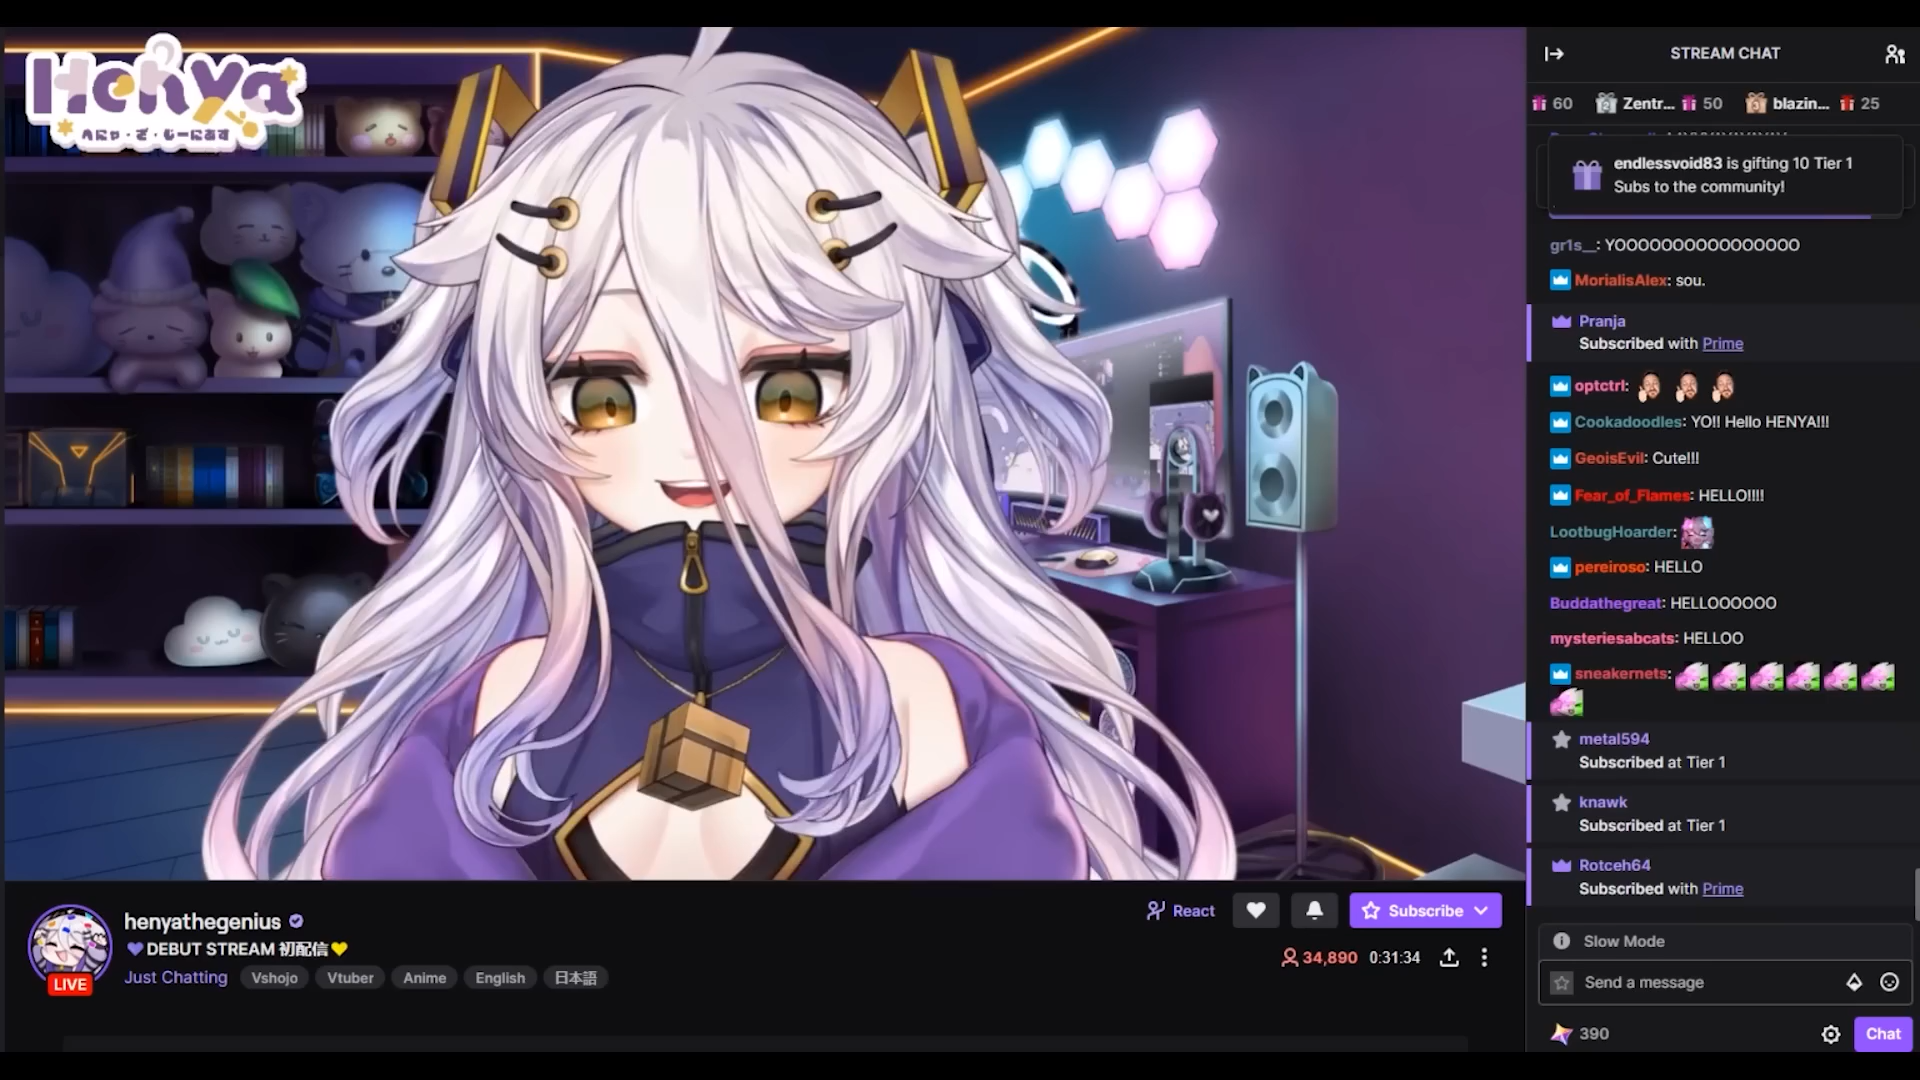 Henya
へにゃ・ざ・じーにあす
STREAM CHAT
60 Zentr... 50 blazin... 25
endlessvoid83 is gifting 10 Tier 1
Subs to the community!
gr1s__: YOOOOOOOOOOOOOOOO
MorialisAlex: sou.
Pranja
Subscribed with Prime
optctrl:
Cookadoodles: YO!! Hello HENYA!!!
GeoisEvil: Cute!!!
Fear_of_Flames: HELLO!!!!
LootbugHoarder:
pereiroso: HELLO
Buddathegreat: HELLOOOOOO
mysteriesabcats: HELLOO
sneakernets:
metal594
Subscribed at Tier 1
knawk
Subscribed at Tier 1
Rotceh64
Subscribed with Prime
Slow Mode
Send a message
390
Chat
henyathegenius
DEBUT STREAM 初配信
Just Chatting Vshojo Vtuber Anime English 日本語
LIVE
React
Subscribe
34,890 0:31:34